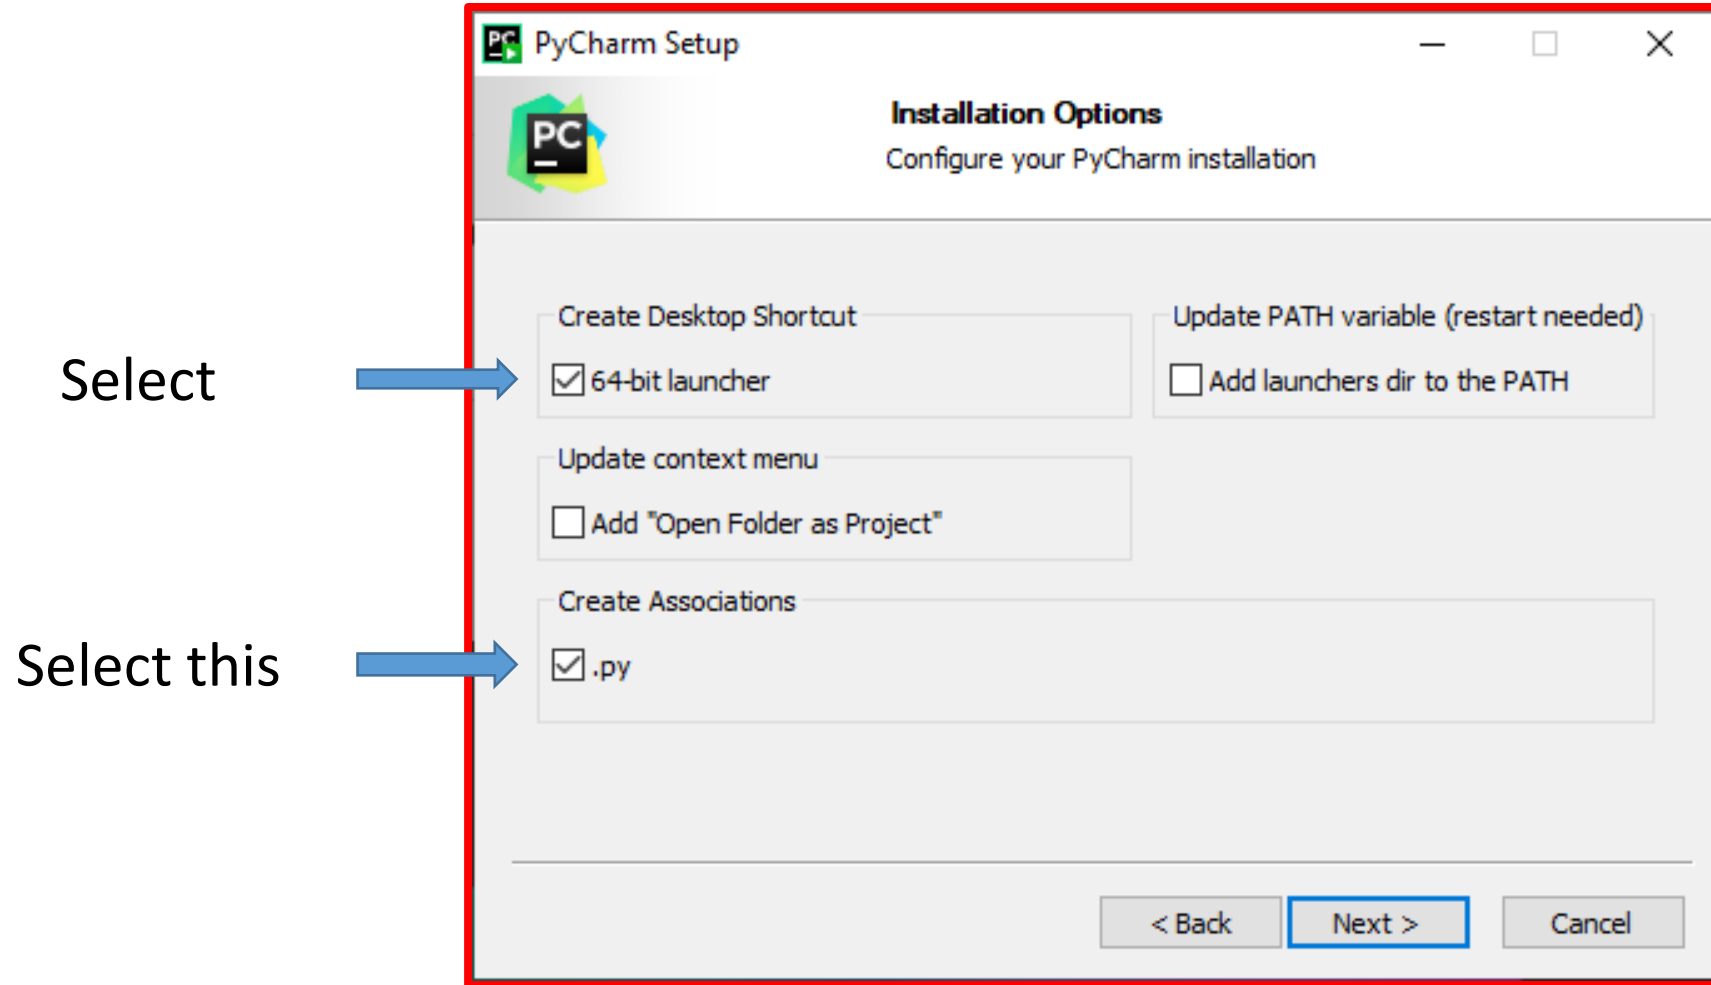 PC PyCharm Setup
PC
Installation Options
Configure your PyCharm installation
Create Desktop Shortcut
Update PATH variable (restart needed)
Select
64-bit launcher
Add launchers dir to the PATH
Update context menu
Add "Open Folder as Project"
Create Associations
Select this
.py
< Back
Next >
Cancel